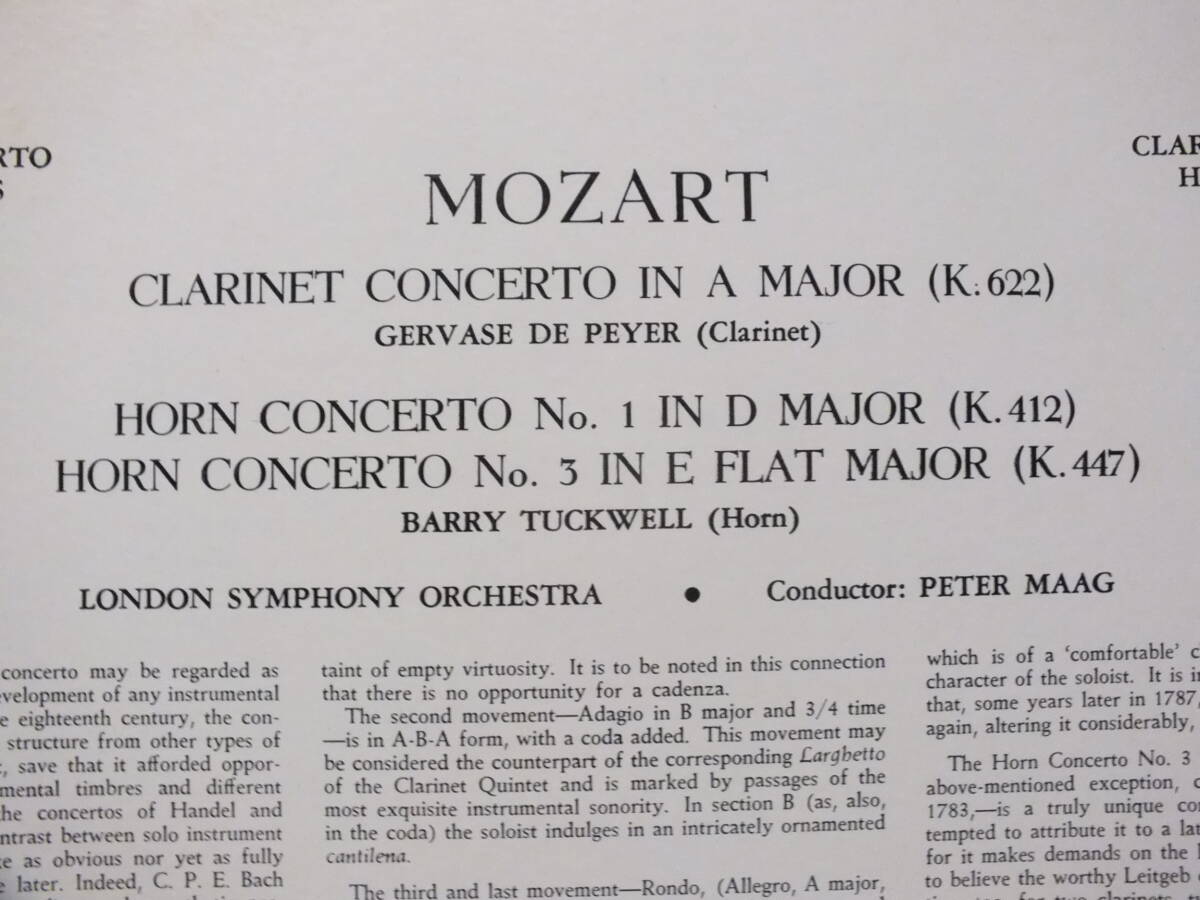 RTO
S
CLAR
H
MOZART
CLARINET CONCERTO IN A MAJOR (K. 622)
GERVASE DE PEYER (Clarinet)
HORN CONCERTO No. 1 IN D MAJOR (K. 412)
HORN CONCERTO No. 3 IN E FLAT MAJOR (K. 447)
BARRY TUCKWELL (Horn)
LONDON SYMPHONY ORCHESTRA • Conductor: PETER MAAG
concerto may be regarded as
evelopment of any instrumental
e eighteenth century, the con-
structure from other types of
, save that it afforded oppor-
mental timbres and different
he concertos of Handel and
ntrast between solo instrument
e as obvious nor yet as fully
e later. Indeed, C. P. E. Bach
taint of empty virtuosity. It is to be noted in this connection
that there is no opportunity for a cadenza.
The second movement—Adagio in B major and 3/4 time
—is in A-B-A form, with a coda added. This movement may
be considered the counterpart of the corresponding Larghetto
of the Clarinet Quintet and is marked by passages of the
most exquisite instrumental sonority. In section B (as, also,
in the coda) the soloist indulges in an intricately ornamented
cantilena.
The third and last movement—Rondo, (Allegro, A major,
which is of a 'comfortable' c
character of the soloist. It is i
that, some years later in 1787,
again, altering it considerably,
The Horn Concerto No. 3
above-mentioned exception, c
1783,—is a truly unique co
tempted to attribute it to a lat
for it makes demands on the
to believe the worthy Leitgeb